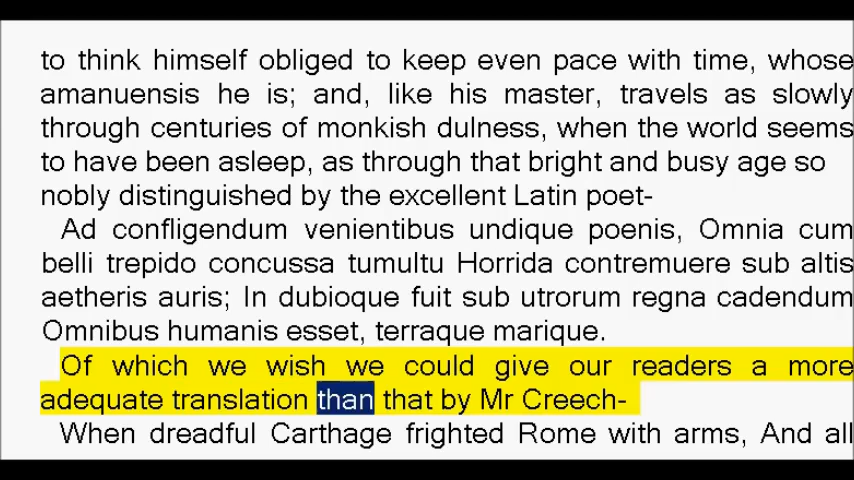 to think himself obliged to keep even pace with time, whose
amanuensis he is; and, like his master, travels as slowly
through centuries of monkish dulness, when the world seems
to have been asleep, as through that bright and busy age so
nobly distinguished by the excellent Latin poet-
Ad confligendum venientibus undique poenis, Omnia cum
belli trepido concussa tumultu Horrida contremuere sub altis
aetheris auris; In dubioque fuit sub utrorum regna cadendum
Omnibus humanis esset, terraque marique.
Of which we wish we could give our readers a more
adequate translation than that by Mr Creech-
When dreadful Carthage frighted Rome with arms, And all